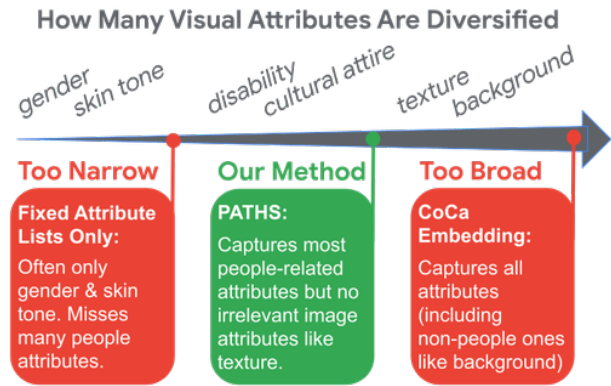 How Many Visual Attributes Are Diversified
gender
skin tone
disability
cultural attire
texture
background
Too Narrow
Fixed Attribute
Lists Only:
Often only
gender & skin
tone. Misses
many people
attributes.
Our Method
PATHS:
Captures most
people-related
attributes but no
irrelevant image
attributes like
texture.
Too Broad
CoCa
Embedding:
Captures all
attributes
(including
non-people ones
like background)